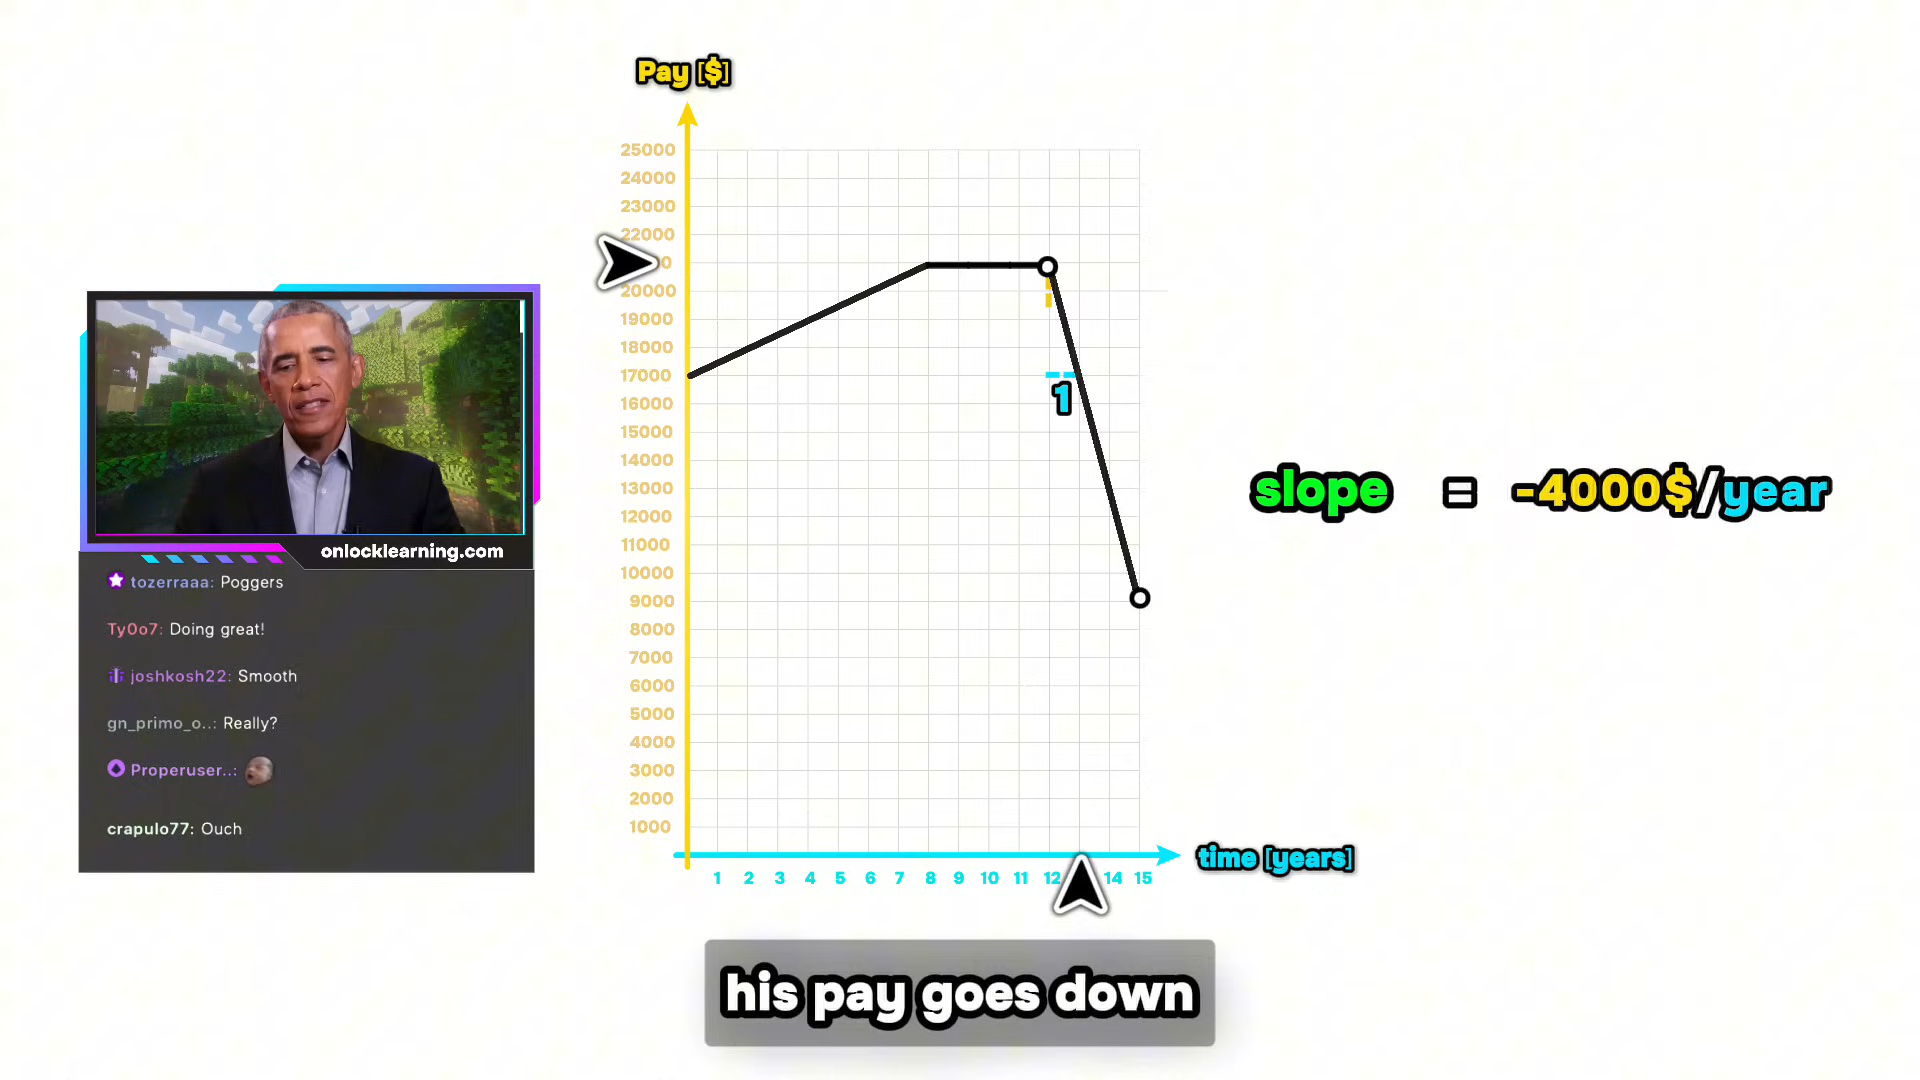 Pay [$]
25000
24000
23000
22000
20000
19000
18000
17000
16000
15000
14000
13000
12000
11000
10000
9000
8000
7000
6000
5000
4000
3000
2000
1000
1
1 2 3 4 5 6 7 8 9 10 11 12 14 15
time [years]
slope = -4000$/year
onlocklearning.com
tozerraaa: Poggers
Ty0o7: Doing great!
joshkosh22: Smooth
gn_primo_o..: Really?
Properuser..:
crapulo77: Ouch
his pay goes down